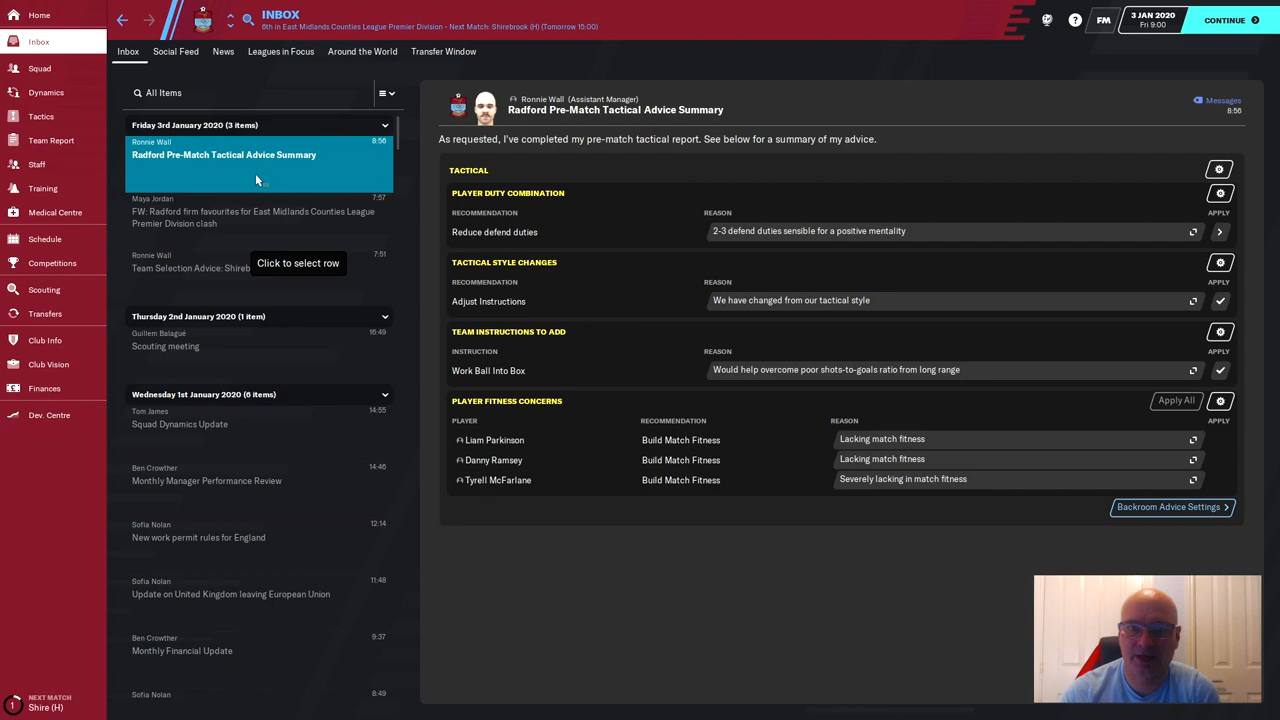 Home
Inbox
Squad
Dynamics
Tactics
Team Report
Staff
Training
Medical Centre
Schedule
Competitions
Scouting
Transfers
Club Info
Club Vision
Finances
Dev. Centre
1
NEXT MATCH
Shire (H)
INBOX
6th in East Midlands Counties League Premier Division - Next Match: Shirebrook (H) (Tomorrow 15:00)
?
FM
3 JAN 2020
Fri 9:00
CONTINUE
Inbox
Social Feed
News
Leagues in Focus
Around the World
Transfer Window
All Items
Friday 3rd January 2020 (3 items)
Ronnie Wall 8:56
Radford Pre-Match Tactical Advice Summary
Maya Jordan 7:57
FW: Radford firm favourites for East Midlands Counties League
Premier Division clash
Ronnie Wall 7:51
Team Selection Advice: Shireb
Click to select row
Thursday 2nd January 2020 (1 item)
Guillem Balagué 16:49
Scouting meeting
Wednesday 1st January 2020 (6 items)
Tom James 14:55
Squad Dynamics Update
Ben Crowther 14:46
Monthly Manager Performance Review
Sofia Nolan 12:14
New work permit rules for England
Sofia Nolan 11:48
Update on United Kingdom leaving European Union
Ben Crowther 9:37
Monthly Financial Update
Sofia Nolan 8:49
Ronnie Wall (Assistant Manager)
Radford Pre-Match Tactical Advice Summary
Messages
8:56
As requested, I've completed my pre-match tactical report. See below for a summary of my advice.
TACTICAL
PLAYER DUTY COMBINATION
RECOMMENDATION REASON APPLY
Reduce defend duties 2-3 defend duties sensible for a positive mentality
TACTICAL STYLE CHANGES
RECOMMENDATION REASON APPLY
Adjust Instructions We have changed from our tactical style
TEAM INSTRUCTIONS TO ADD
INSTRUCTION REASON APPLY
Work Ball Into Box Would help overcome poor shots-to-goals ratio from long range
PLAYER FITNESS CONCERNS Apply All
PLAYER RECOMMENDATION REASON APPLY
Liam Parkinson Build Match Fitness Lacking match fitness
Danny Ramsey Build Match Fitness Lacking match fitness
Tyrell McFarlane Build Match Fitness Severely lacking in match fitness
Backroom Advice Settings